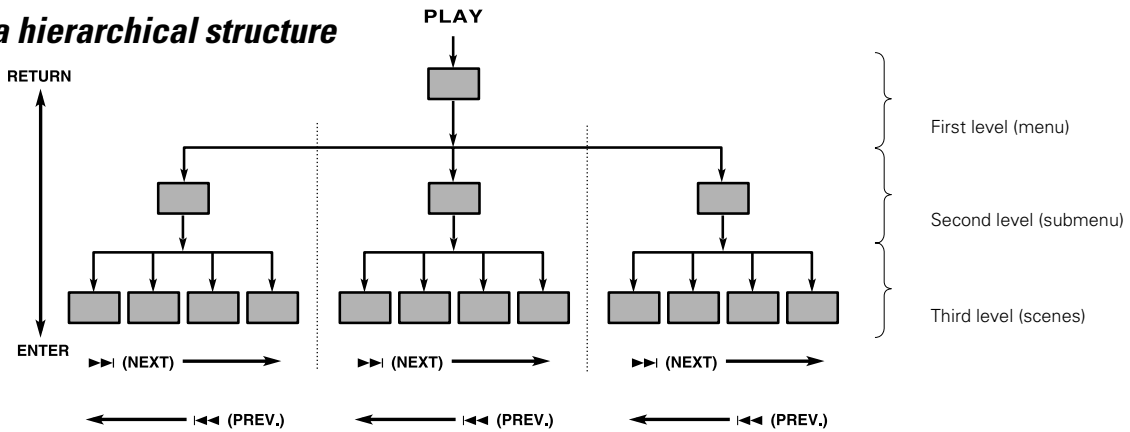 a hierarchical structure
PLAY
RETURN
First level (menu)
Second level (submenu)
Third level (scenes)
ENTER
►►| (NEXT) ►►| (NEXT) ►►| (NEXT)
|◄◄ (PREV.) |◄◄ (PREV.) |◄◄ (PREV.)